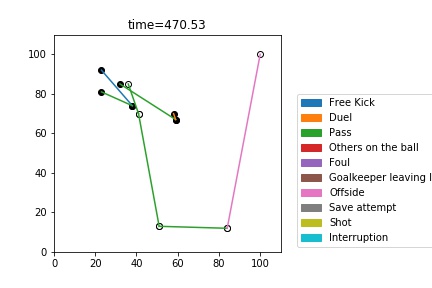 time=470.53
100
80
60
40
20
0
0 20 40 60 80 100
Free Kick
Duel
Pass
Others on the ball
Foul
Goalkeeper leaving l
Offside
Save attempt
Shot
Interruption